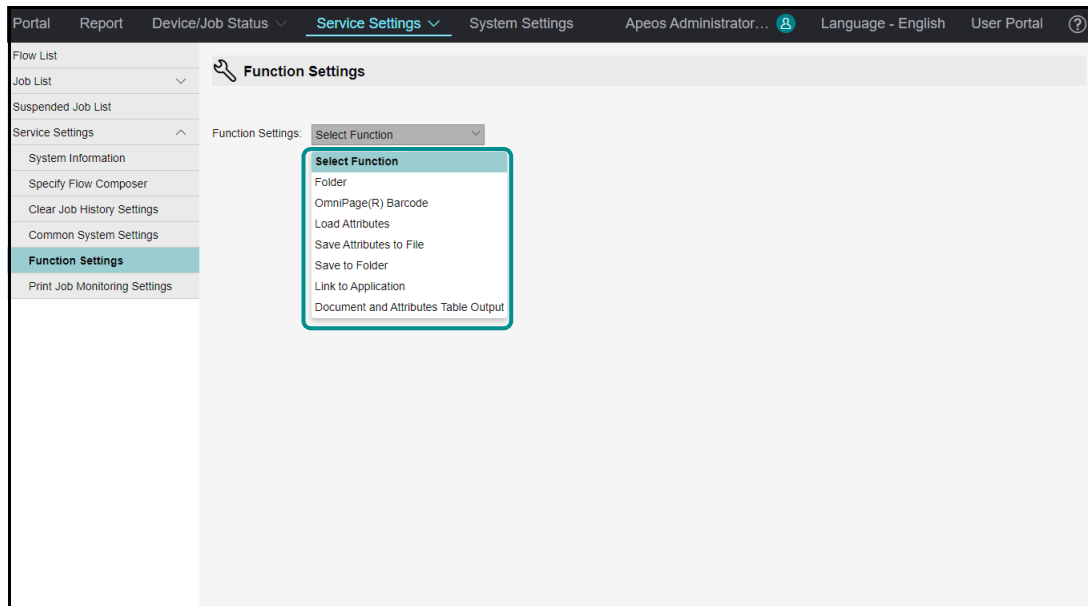 Portal Report Device/Job Status Service Settings System Settings Apeos Administrator... Language - English User Portal ?
Flow List
Job List
Suspended Job List
Service Settings
System Information
Specify Flow Composer
Clear Job History Settings
Common System Settings
Function Settings
Print Job Monitoring Settings
Function Settings
Function Settings: Select Function
Select Function
Folder
OmniPage(R) Barcode
Load Attributes
Save Attributes to File
Save to Folder
Link to Application
Document and Attributes Table Output